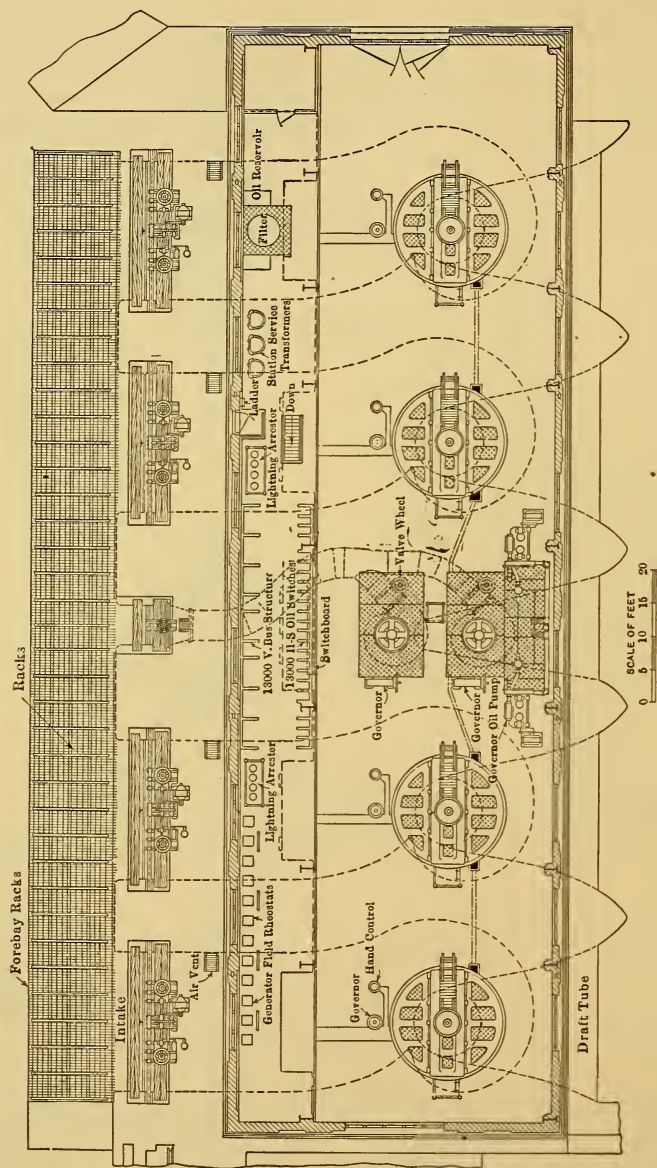 Forebay Racks
Racks
Intake
Air Vent
Generator Field Rheostats
Lightning Arrestor
13000 V. Bus Structure
13000 H-S Oil Switches
Switchboard
Lightning Arrestor
Ladder
Down
Station Service
Transformers
Oil Reservoir
Filter
Governor
Hand Control
Governor
Governor
Governor Oil Pump
Valve Wheel
Draft Tube
SCALE OF FEET
0 5 10 15 20